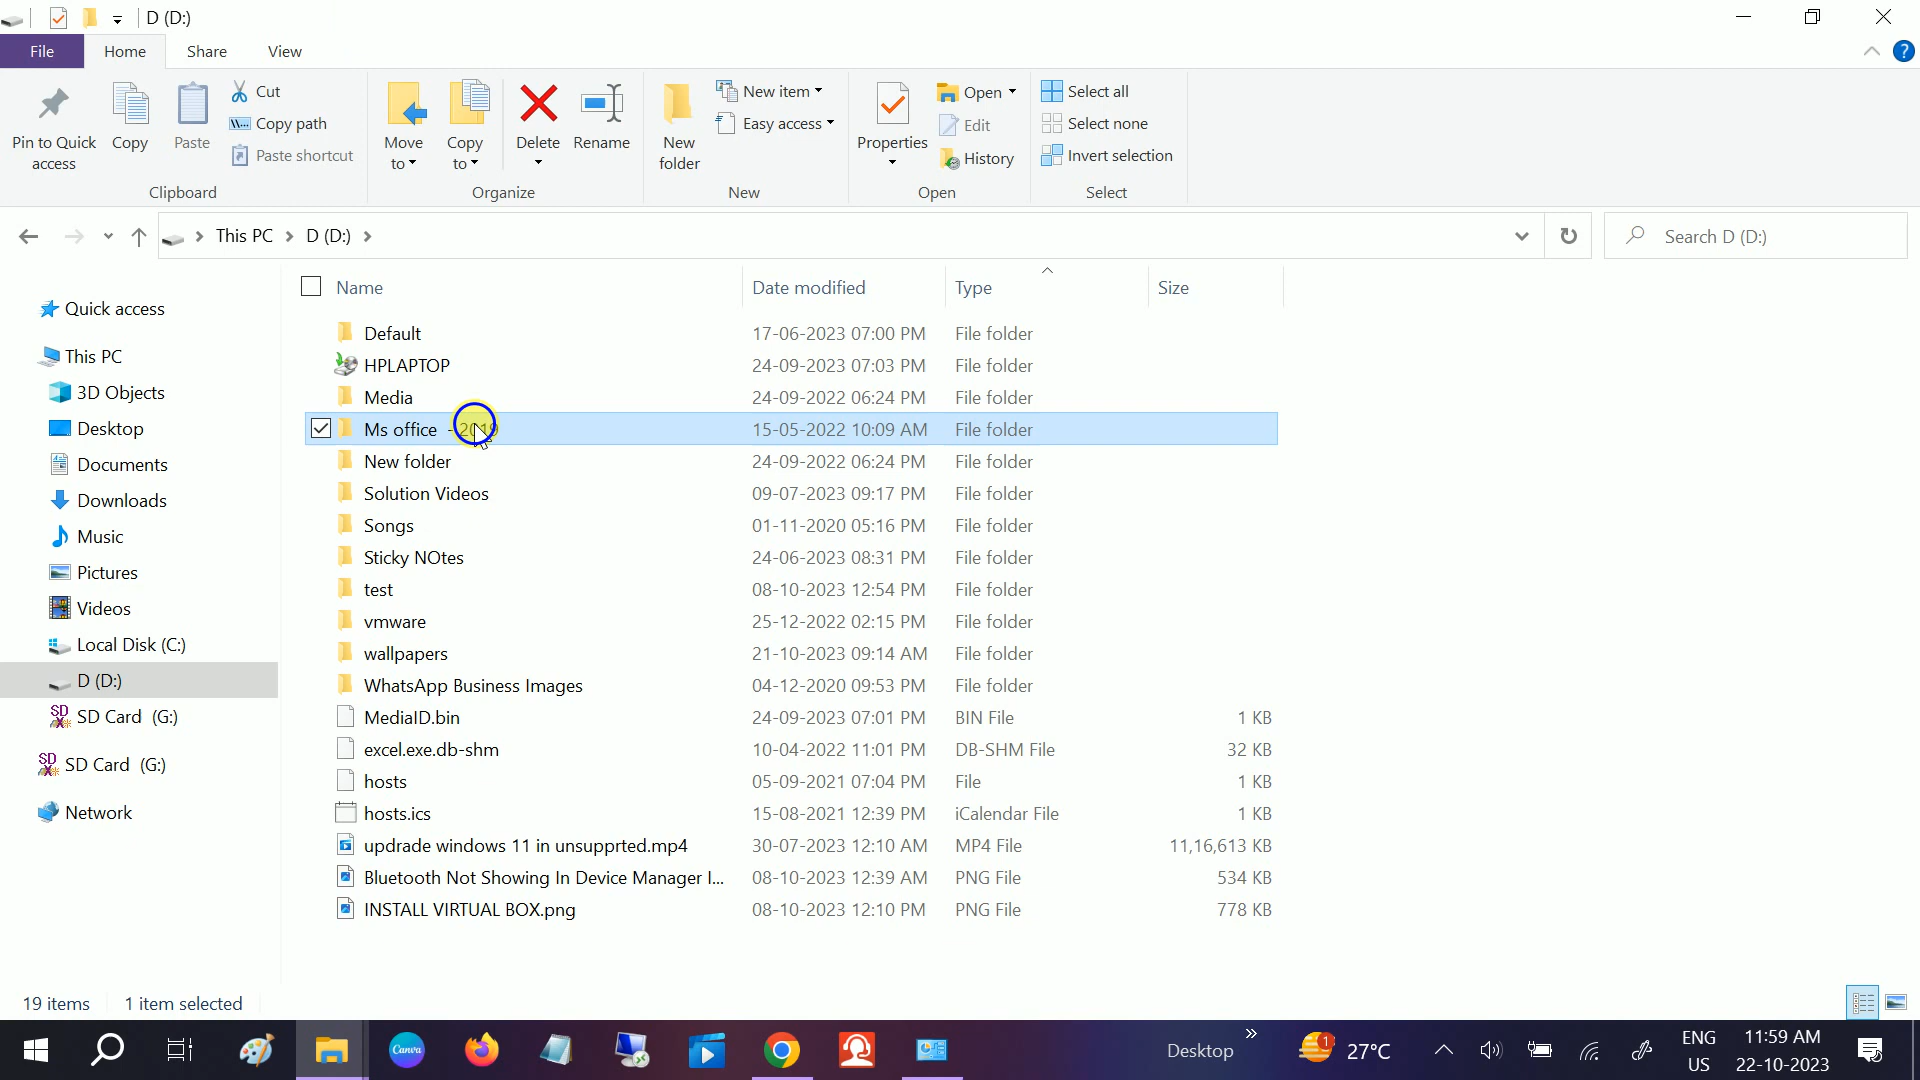 D (D:)
File Home Share View
Pin to Quick access
Copy
Paste
Cut
Copy path
Paste shortcut
Clipboard
Move to
Copy to
Delete
Rename
Organize
New folder
New item
Easy access
New
Properties
Open
Edit
History
Open
Select all
Select none
Invert selection
Select
This PC D (D:)
Search D (D:)
Quick access
This PC
3D Objects
Desktop
Documents
Downloads
Music
Pictures
Videos
Local Disk (C:)
D (D:)
SD Card (G:)
SD Card (G:)
Network
Name Date modified Type Size
Default 17-06-2023 07:00 PM File folder
HPLAPTOP 24-09-2023 07:03 PM File folder
Media 24-09-2022 06:24 PM File folder
Ms office - 2019 15-05-2022 10:09 AM File folder
New folder 24-09-2022 06:24 PM File folder
Solution Videos 09-07-2023 09:17 PM File folder
Songs 01-11-2020 05:16 PM File folder
Sticky NOtes 24-06-2023 08:31 PM File folder
test 08-10-2023 12:54 PM File folder
vmware 25-12-2022 02:15 PM File folder
wallpapers 21-10-2023 09:14 AM File folder
WhatsApp Business Images 04-12-2020 09:53 PM File folder
MediaID.bin 24-09-2023 07:01 PM BIN File 1 KB
excel.exe.db-shm 10-04-2022 11:01 PM DB-SHM File 32 KB
hosts 05-09-2021 07:04 PM File 1 KB
hosts.ics 15-08-2021 12:39 PM iCalendar File 1 KB
updrade windows 11 in unsupprted.mp4 30-07-2023 12:10 AM MP4 File 11,16,613 KB
Bluetooth Not Showing In Device Manager I... 08-10-2023 12:39 AM PNG File 534 KB
INSTALL VIRTUAL BOX.png 08-10-2023 12:10 PM PNG File 778 KB
19 items 1 item selected
Canva
Desktop
1
27°C
ENG
US
11:59 AM
22-10-2023